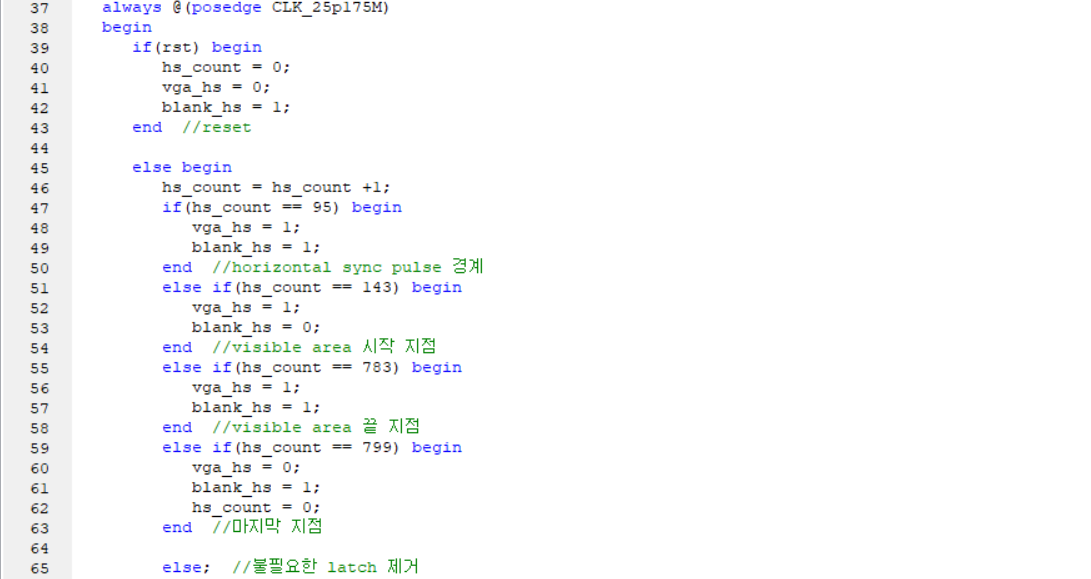 37 always @(posedge CLK_25p175M)
38 begin
39 if(rst) begin
40 hs_count = 0;
41 vga_hs = 0;
42 blank_hs = 1;
43 end //reset
44
45 else begin
46 hs_count = hs_count +1;
47 if(hs_count == 95) begin
48 vga_hs = 1;
49 blank_hs = 1;
50 end //horizontal sync pulse 경계
51 else if(hs_count == 143) begin
52 vga_hs = 1;
53 blank_hs = 0;
54 end //visible area 시작 지점
55 else if(hs_count == 783) begin
56 vga_hs = 1;
57 blank_hs = 1;
58 end //visible area 끝 지점
59 else if(hs_count == 799) begin
60 vga_hs = 0;
61 blank_hs = 1;
62 hs_count = 0;
63 end //마지막 지점
64
65 else; //불필요한 latch 제거